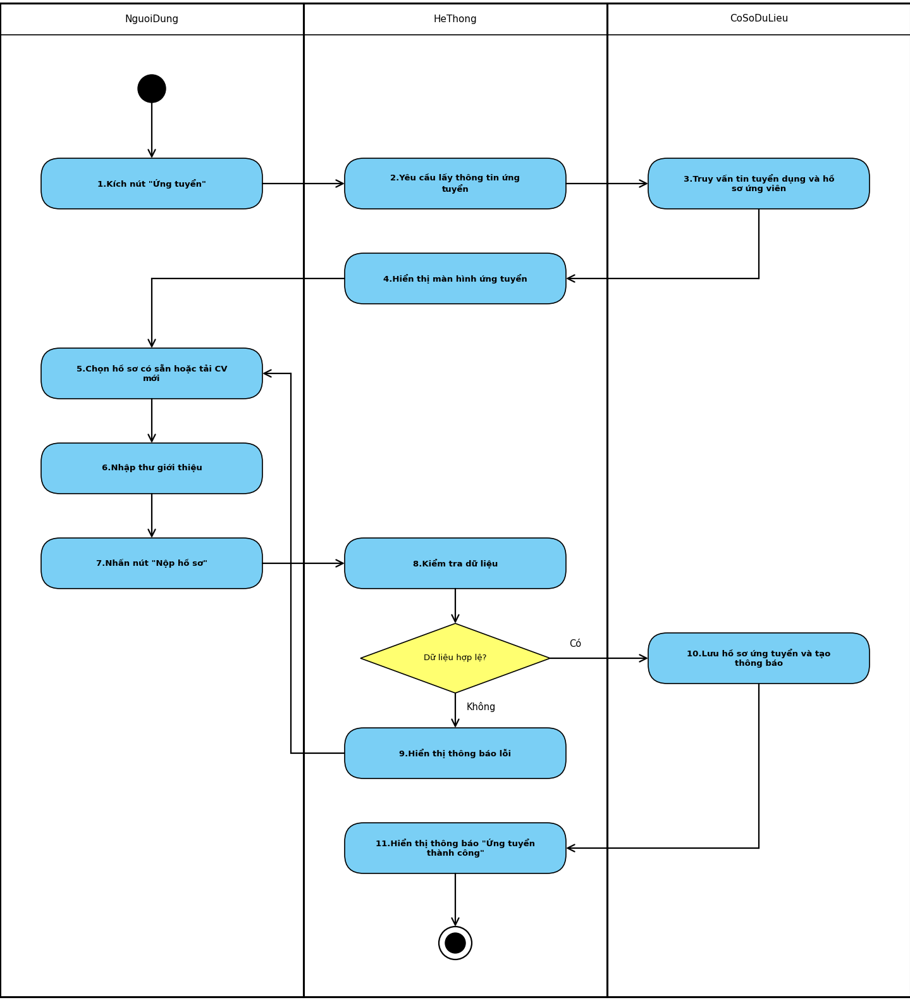 NguoiDung
HeThong
CoSoDuLieu
1.Kích nút "Ứng tuyển"
2.Yêu cầu lấy thông tin ứng
tuyển
3.Truy vấn tin tuyển dụng và hồ
sơ ứng viên
4.Hiển thị màn hình ứng tuyển
5.Chọn hồ sơ có sẵn hoặc tải CV
mới
6.Nhập thư giới thiệu
7.Nhấn nút "Nộp hồ sơ"
8.Kiểm tra dữ liệu
Dữ liệu hợp lệ?
Có
10.Lưu hồ sơ ứng tuyển và tạo
thông báo
Không
9.Hiển thị thông báo lỗi
11.Hiển thị thông báo "Ứng tuyển
thành công"